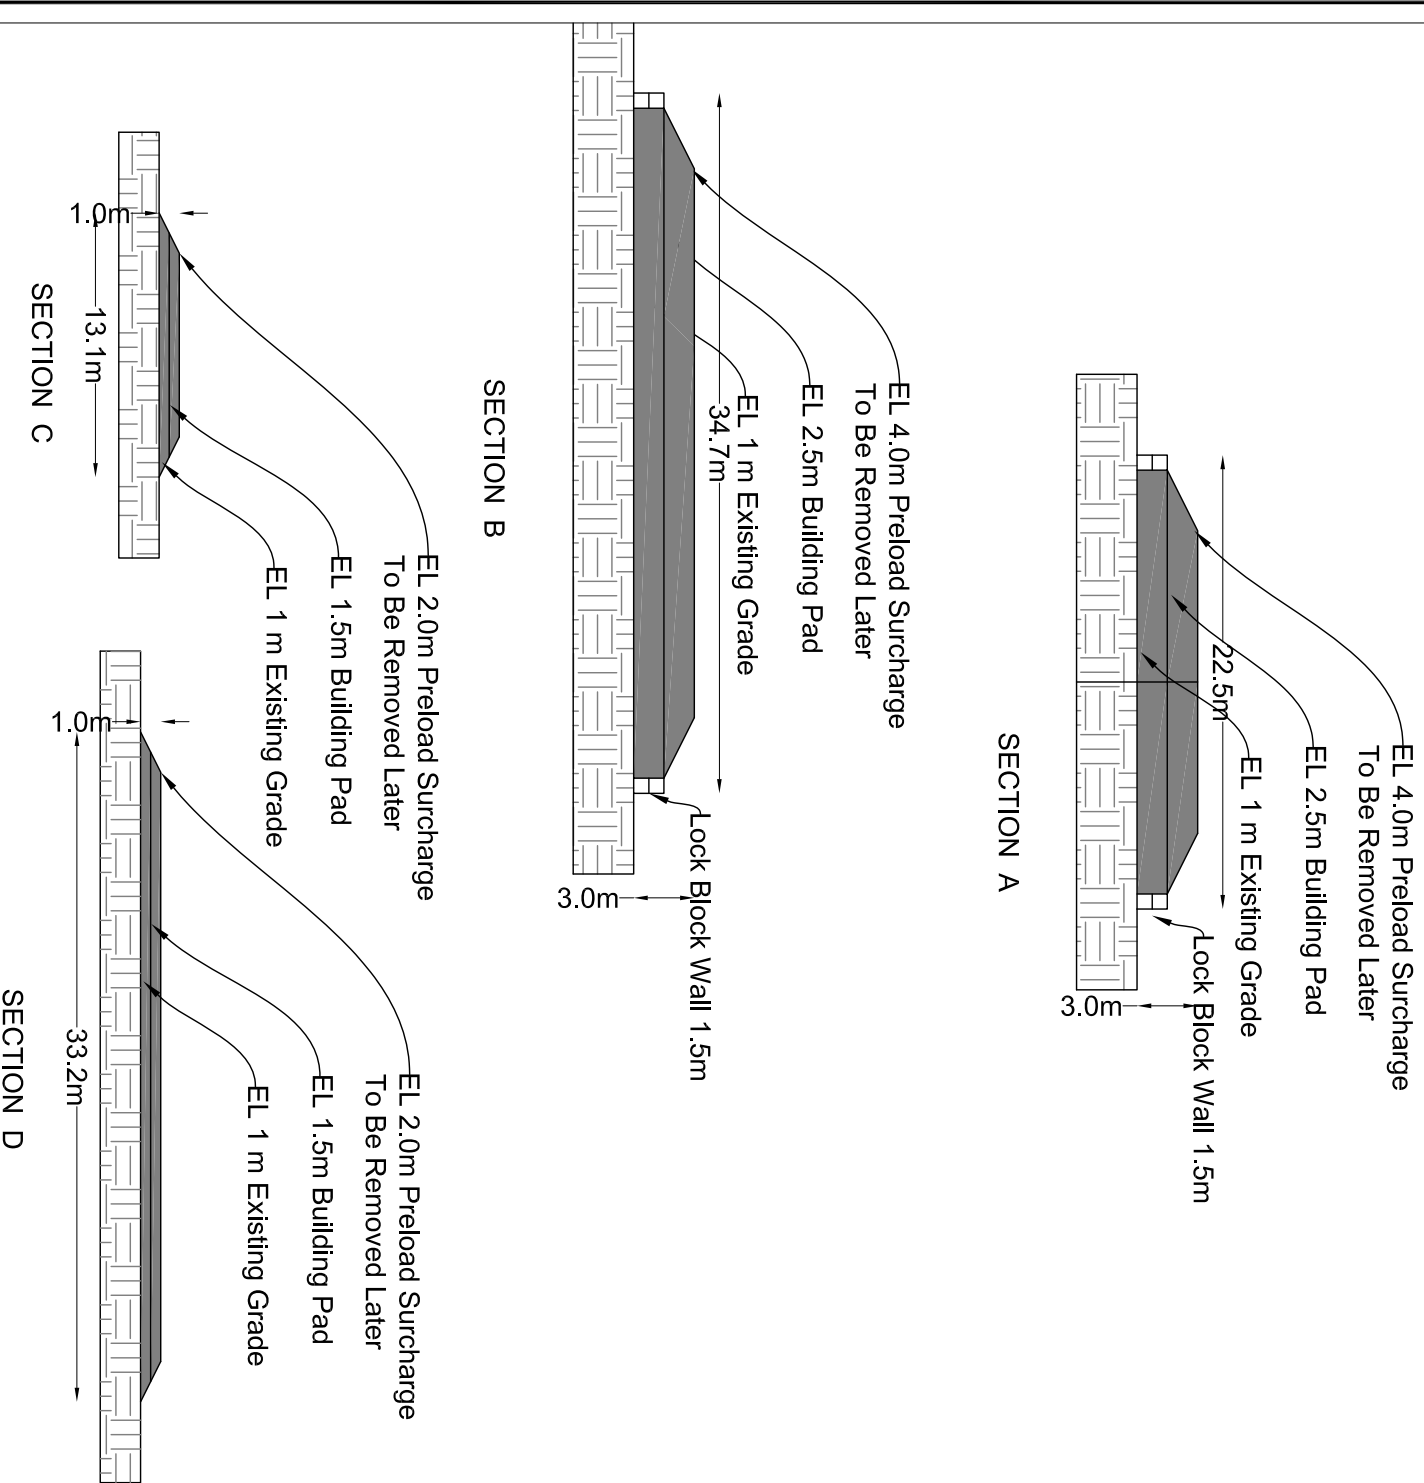 EL 4.0m Preload Surcharge
To Be Removed Later
EL 2.5m Building Pad
EL 1 m Existing Grade
22.5m
Lock Block Wall 1.5m
3.0m
SECTION A
EL 4.0m Preload Surcharge
To Be Removed Later
EL 2.5m Building Pad
EL 1 m Existing Grade
34.7m
Lock Block Wall 1.5m
3.0m
SECTION B
EL 2.0m Preload Surcharge
To Be Removed Later
EL 1.5m Building Pad
EL 1 m Existing Grade
1.0m
13.1m
SECTION C
EL 2.0m Preload Surcharge
To Be Removed Later
EL 1.5m Building Pad
EL 1 m Existing Grade
1.0m
33.2m
SECTION D